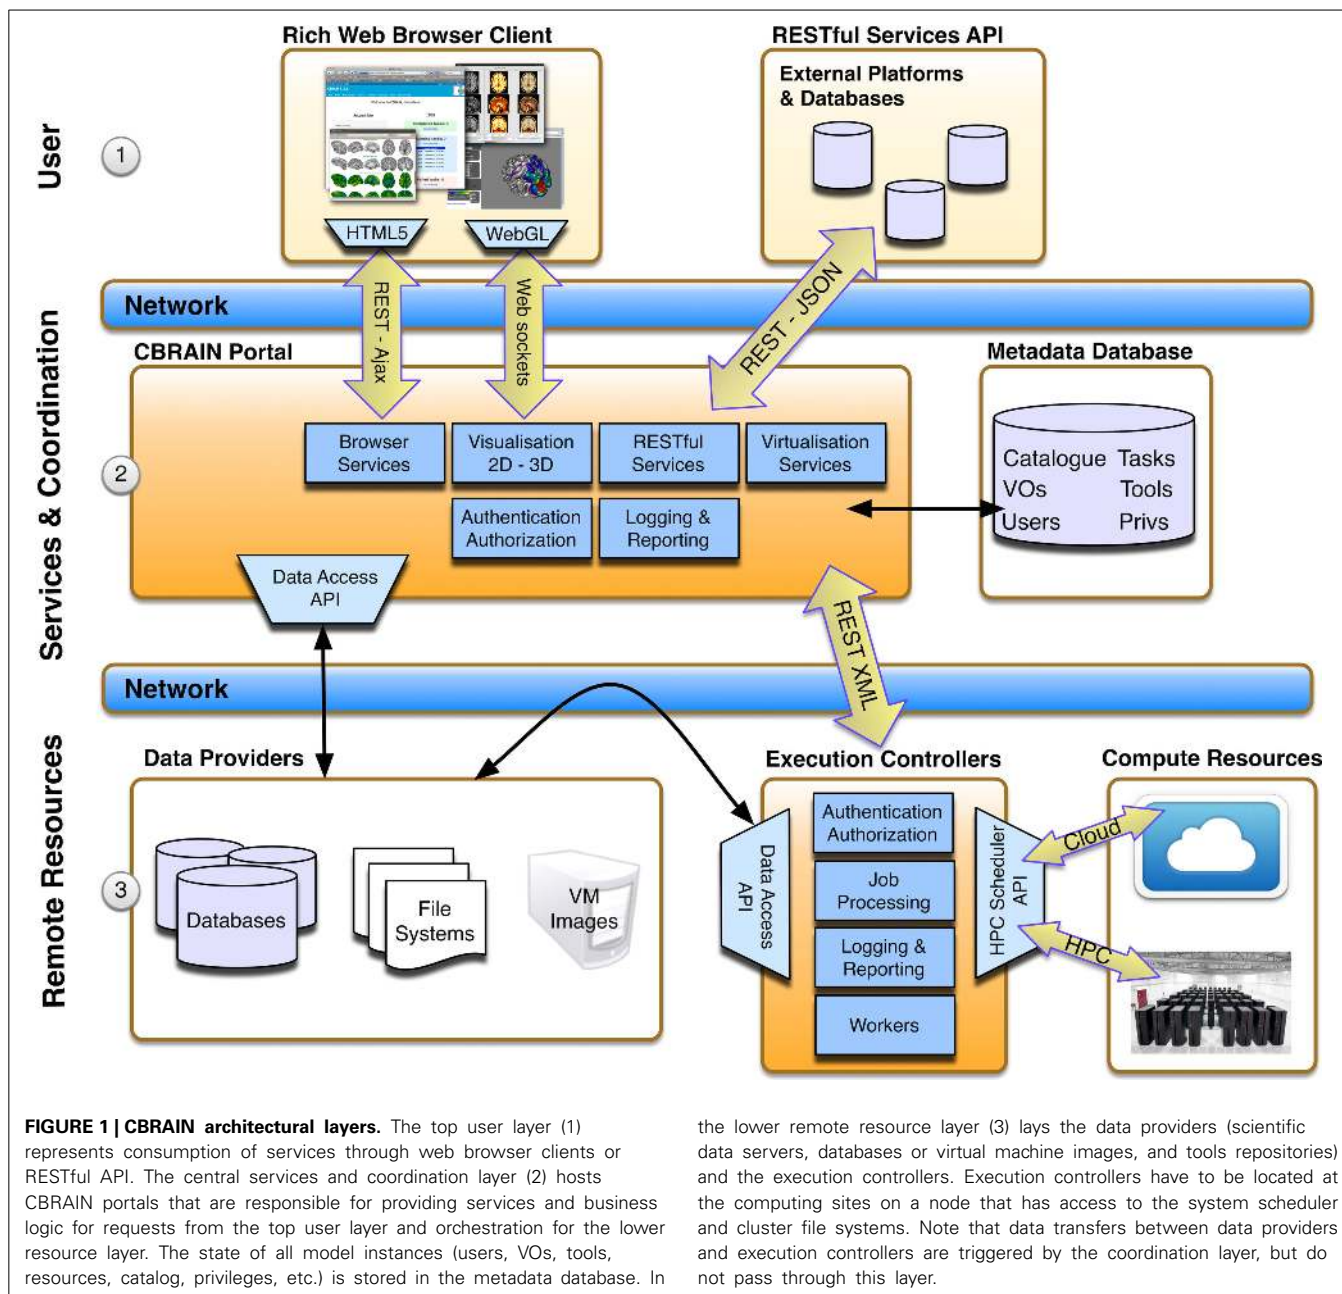 Rich Web Browser Client
RESTful Services API
External Platforms
& Databases
User
1
HTML5
WebGL
REST - Ajax
Web sockets
REST - JSON
Network
Services & Coordination
CBRAIN Portal
Metadata Database
2
Browser
Services
Visualisation
2D - 3D
RESTful
Services
Virtualisation
Services
Authentication
Authorization
Logging &
Reporting
Catalogue Tasks
VOs Tools
Users Privs
Data Access
API
REST XML
Network
Remote Resources
Data Providers
Execution Controllers
Compute Resources
3
Databases
File
Systems
VM
Images
Data Access
API
Authentication
Authorization
Job
Processing
Logging &
Reporting
Workers
HPC Scheduler
API
Cloud
HPC
FIGURE 1 | CBRAIN architectural layers. The top user layer (1)
represents consumption of services through web browser clients or
RESTful API. The central services and coordination layer (2) hosts
CBRAIN portals that are responsible for providing services and business
logic for requests from the top user layer and orchestration for the lower
resource layer. The state of all model instances (users, VOs, tools,
resources, catalog, privileges, etc.) is stored in the metadata database. In
the lower remote resource layer (3) lays the data providers (scientific
data servers, databases or virtual machine images, and tools repositories)
and the execution controllers. Execution controllers have to be located at
the computing sites on a node that has access to the system scheduler
and cluster file systems. Note that data transfers between data providers
and execution controllers are triggered by the coordination layer, but do
not pass through this layer.